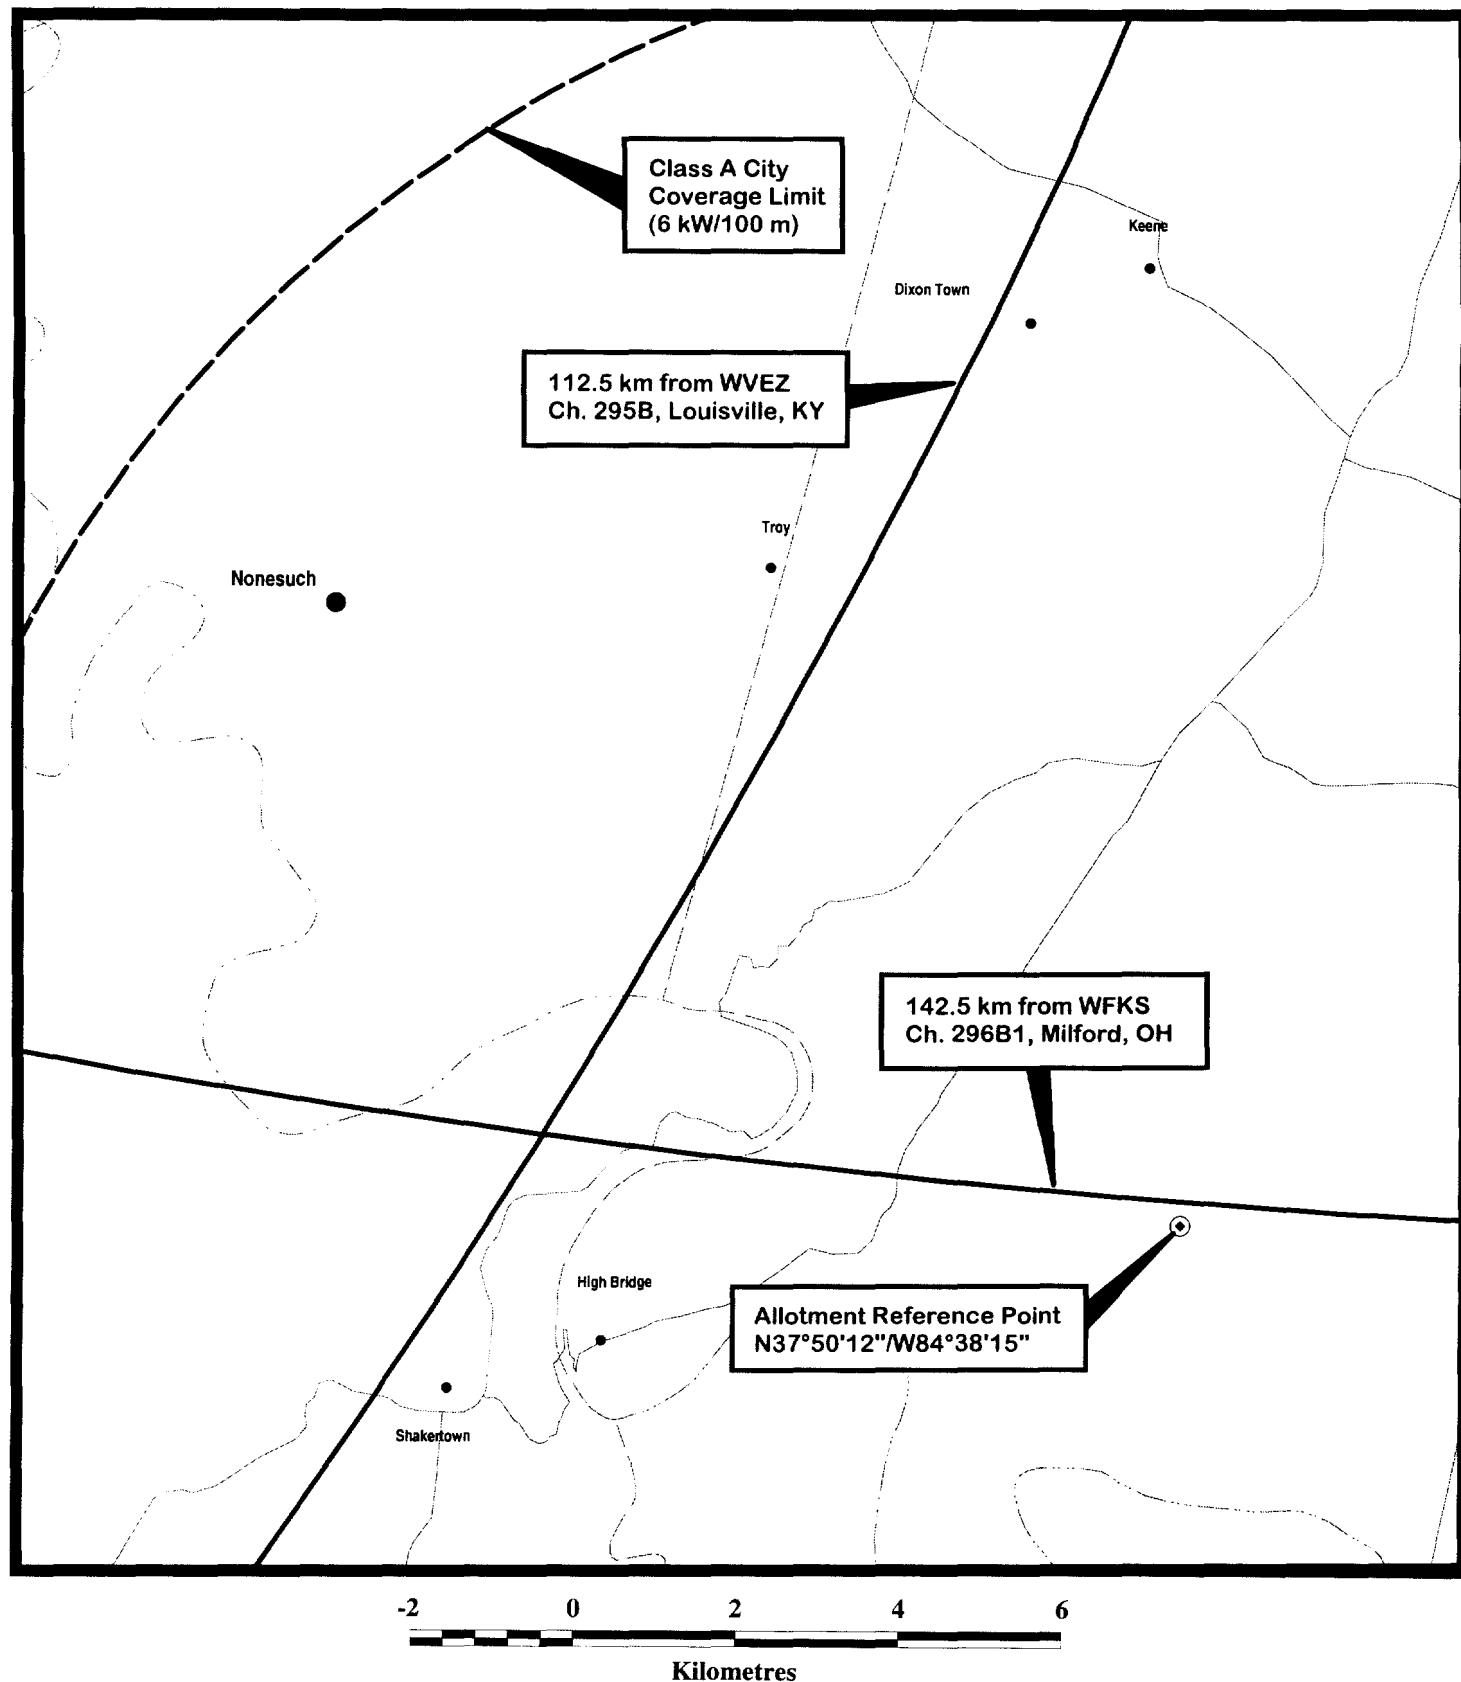 Class A City
Coverage Limit
(6 kW/100 m)
Keene
Dixon Town
112.5 km from WVEZ
Ch. 295B, Louisville, KY
Troy
Nonesuch
142.5 km from WFKS
Ch. 296B1, Milford, OH
High Bridge
Allotment Reference Point
N37°50'12"/W84°38'15"
Shakertown
-2 0 2 4 6
Kilometres